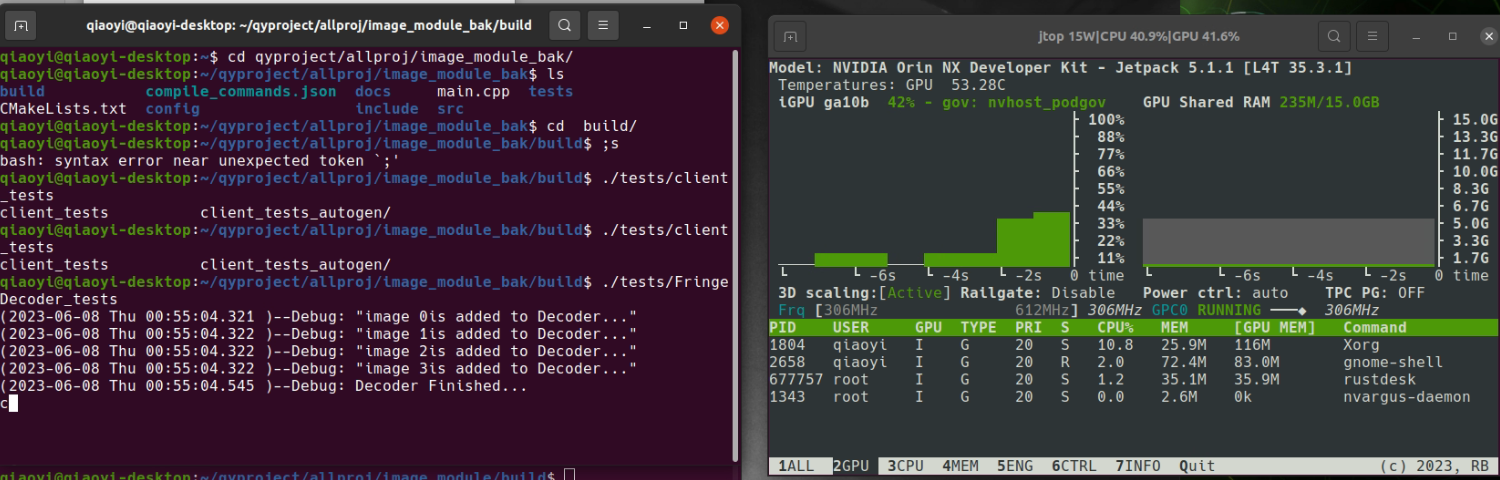 qiaoyi@qiaoyi-desktop: ~/qyproject/allproj/image_module_bak/build
qiaoyi@qiaoyi-desktop:~$ cd qyproject/allproj/image_module_bak/
qiaoyi@qiaoyi-desktop:~/qyproject/allproj/image_module_bak$ ls
build           compile_commands.json  docs     main.cpp  tests
CMakeLists.txt  config                 include  src
qiaoyi@qiaoyi-desktop:~/qyproject/allproj/image_module_bak$ cd  build/
qiaoyi@qiaoyi-desktop:~/qyproject/allproj/image_module_bak/build$ ;s
bash: syntax error near unexpected token `;'
qiaoyi@qiaoyi-desktop:~/qyproject/allproj/image_module_bak/build$ ./tests/client
_tests
client_tests          client_tests_autogen/
qiaoyi@qiaoyi-desktop:~/qyproject/allproj/image_module_bak/build$ ./tests/client
_tests
client_tests          client_tests_autogen/
qiaoyi@qiaoyi-desktop:~/qyproject/allproj/image_module_bak/build$ ./tests/Fringe
Decoder_tests
(2023-06-08 Thu 00:55:04.321 )--Debug: "image 0is added to Decoder..."
(2023-06-08 Thu 00:55:04.322 )--Debug: "image 1is added to Decoder..."
(2023-06-08 Thu 00:55:04.322 )--Debug: "image 2is added to Decoder..."
(2023-06-08 Thu 00:55:04.322 )--Debug: "image 3is added to Decoder..."
(2023-06-08 Thu 00:55:04.545 )--Debug: Decoder Finished...
c
qiaoyi@qiaoyi-desktop:~/qyproject/allproj/image_module/build$
jtop 15W|CPU 40.9%|GPU 41.6%
Model: NVIDIA Orin NX Developer Kit - Jetpack 5.1.1 [L4T 35.3.1]
Temperatures: GPU  53.28C
iGPU ga10b  42% - gov: nvhost_podgov    GPU Shared RAM 235M/15.0GB
100%    15.0G
88%    13.3G
77%    11.7G
66%    10.0G
55%    8.3G
44%    6.7G
33%    5.0G
22%    3.3G
11%    1.7G
-6s  -4s  -2s  0 time    -6s  -4s  -2s  0 time
3D scaling:[Active] Railgate: Disable   Power ctrl: auto    TPC PG: OFF
Frq [306MHz 612MHz] 306MHz GPC0 RUNNING 306MHz
PID     USER    GPU  TYPE  PRI  S  CPU%  MEM    [GPU MEM]  Command
1804    qiaoyi  I    G     20   S  10.8  25.9M  116M       Xorg
2658    qiaoyi  I    G     20   R  2.0   72.4M  83.0M      gnome-shell
677757  root    I    G     20   S  1.2   35.1M  35.9M      rustdesk
1343    root    I    G     20   S  0.0   2.6M   0k         nvargus-daemon
1ALL  2GPU  3CPU  4MEM  5ENG  6CTRL  7INFO  Quit    (c) 2023, RB